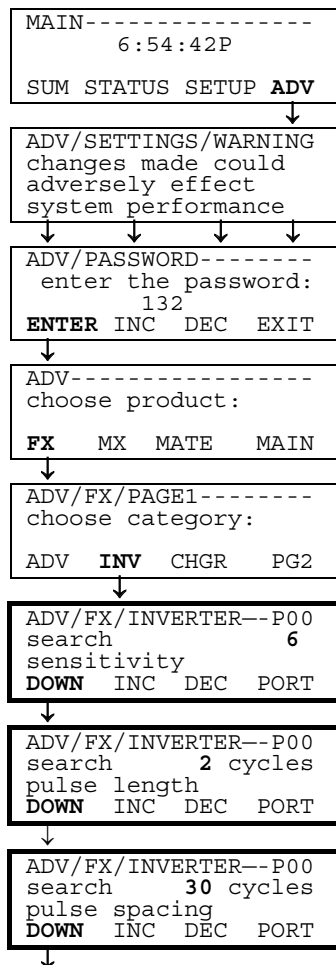 MAIN----------------
6:54:42P
SUM STATUS SETUP ADV
ADV/SETTINGS/WARNING
changes made could
adversely effect
system performance
ADV/PASSWORD--------
enter the password:
132
ENTER INC DEC EXIT
ADV-----------------
choose product:
FX MX MATE MAIN
ADV/FX/PAGE1--------
choose category:
ADV INV CHGR PG2
ADV/FX/INVERTER—-P00
search 6
sensitivity
DOWN INC DEC PORT
ADV/FX/INVERTER—-P00
search 2 cycles
pulse length
DOWN INC DEC PORT
ADV/FX/INVERTER—-P00
search 30 cycles
pulse spacing
DOWN INC DEC PORT